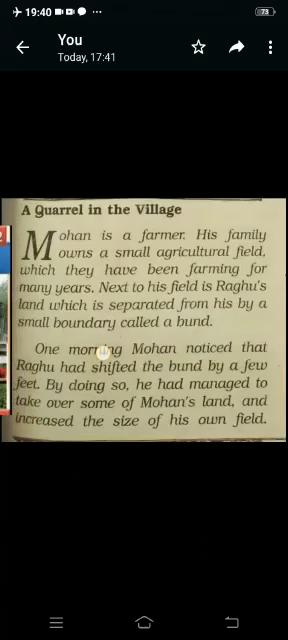 19:40
73
You
Today, 17:41
A Quarrel in the Village
Mohan is a farmer. His family
owns a small agricultural field,
which they have been farming for
many years. Next to his field is Raghu's
land which is separated from his by a
small boundary called a bund.
One morning Mohan noticed that
Raghu had shifted the bund by a few
feet. By doing so, he had managed to
take over some of Mohan's land, and
increased the size of his own field.